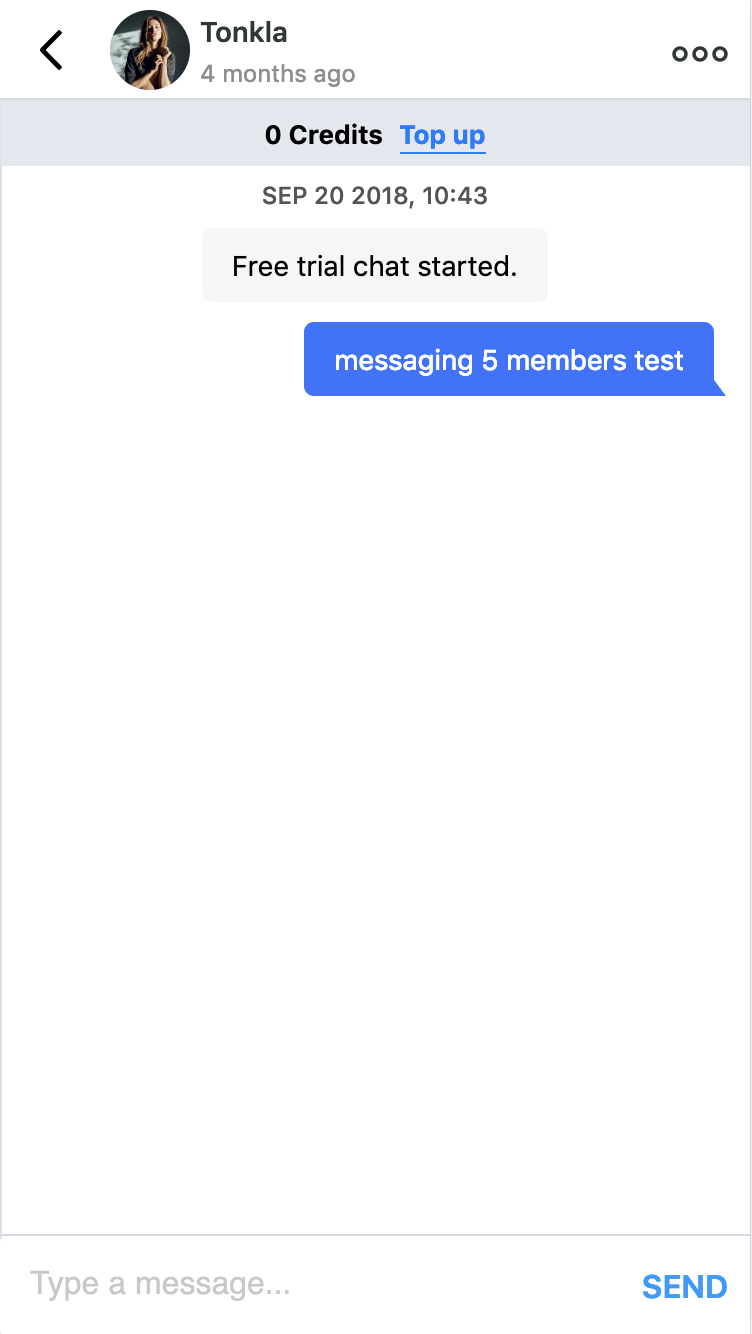 Tonkla
4 months ago
0 Credits Top up
SEP 20 2018, 10:43
Free trial chat started.
messaging 5 members test
Type a message...
SEND